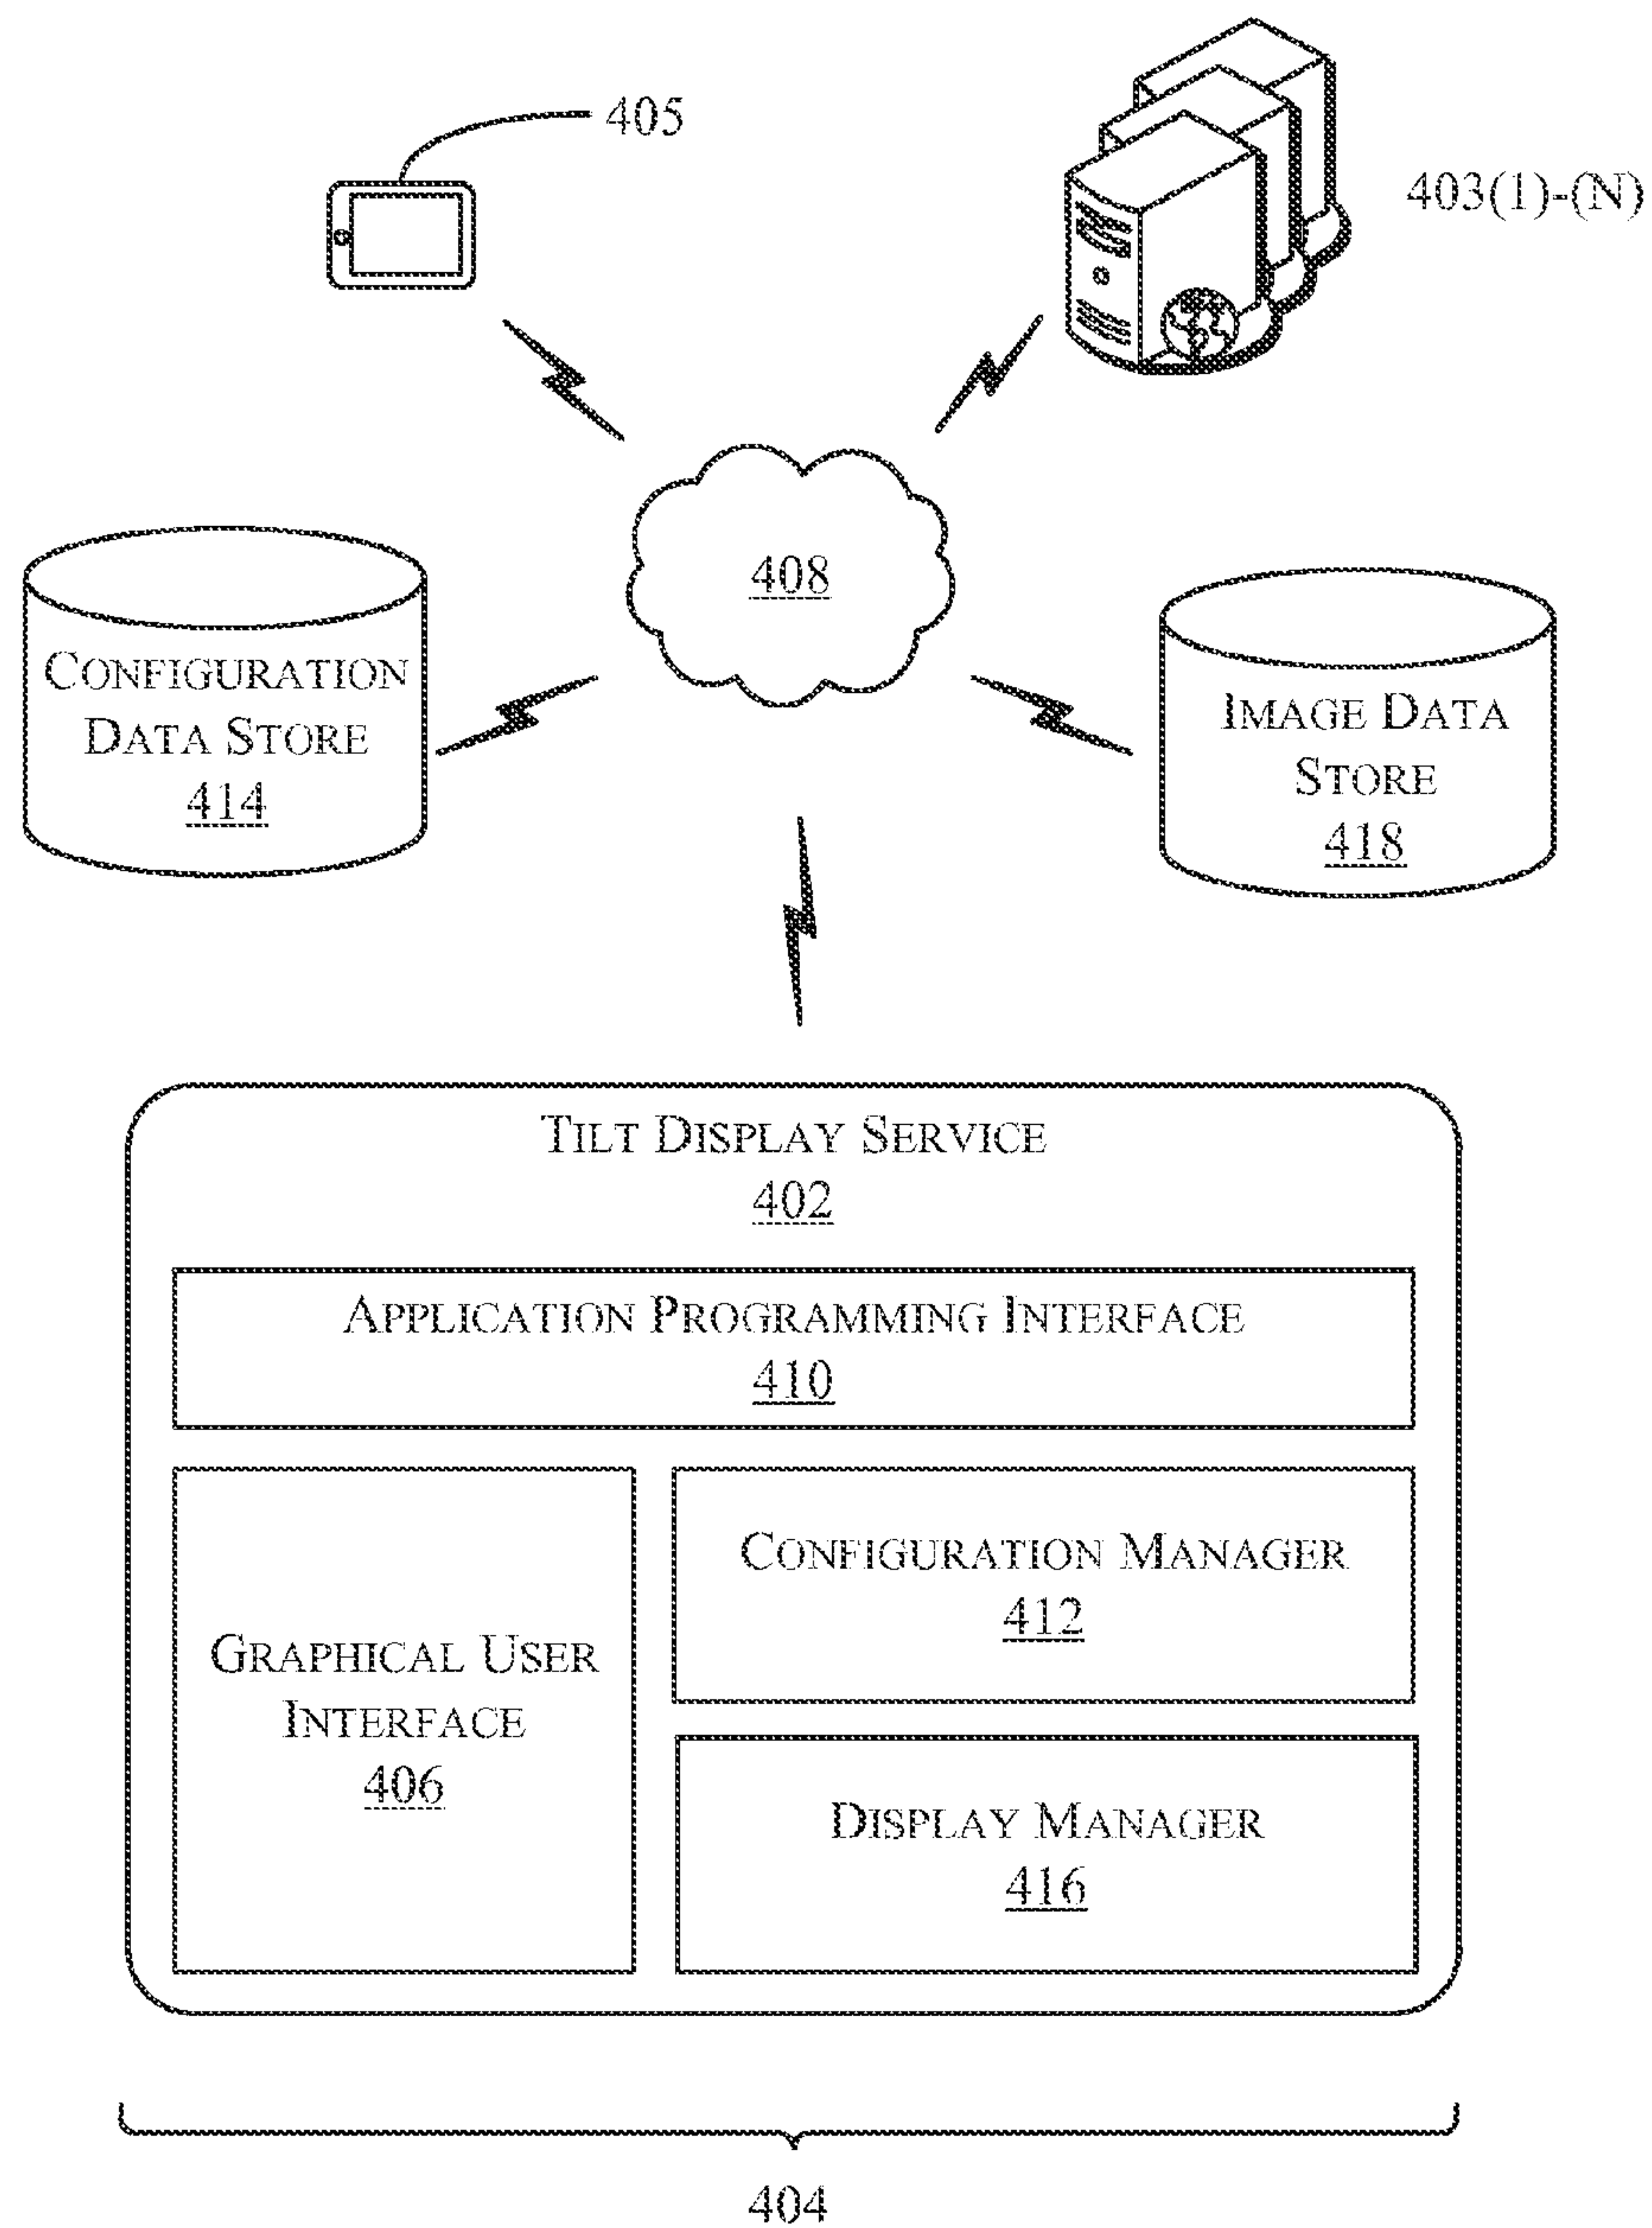 405
403(1)-(N)
408
CONFIGURATION
DATA STORE
414
IMAGE DATA
STORE
418
TILT DISPLAY SERVICE
402
APPLICATION PROGRAMMING INTERFACE
410
GRAPHICAL USER
INTERFACE
406
CONFIGURATION MANAGER
412
DISPLAY MANAGER
416
404